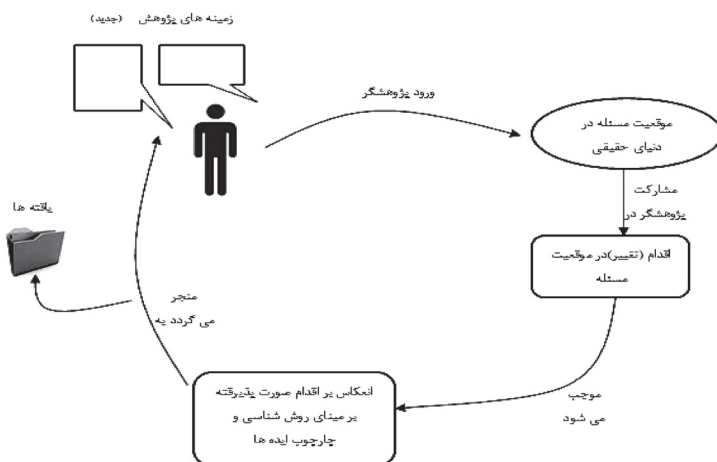 زمینه های پژوهش (جدید)
ورود پژوهشگر
موقعیت مسئله در
دنیای حقیقی
مشارکت
پژوهشگر در
اقدام (تغییر)در موقعیت
مسئله
موجب
می شود
انعکاس بر اقدام صورت پذیرفته
بر مبنای روش شناسی و
چارچوب ایده ها
منجر
می گردد به
یافته ها